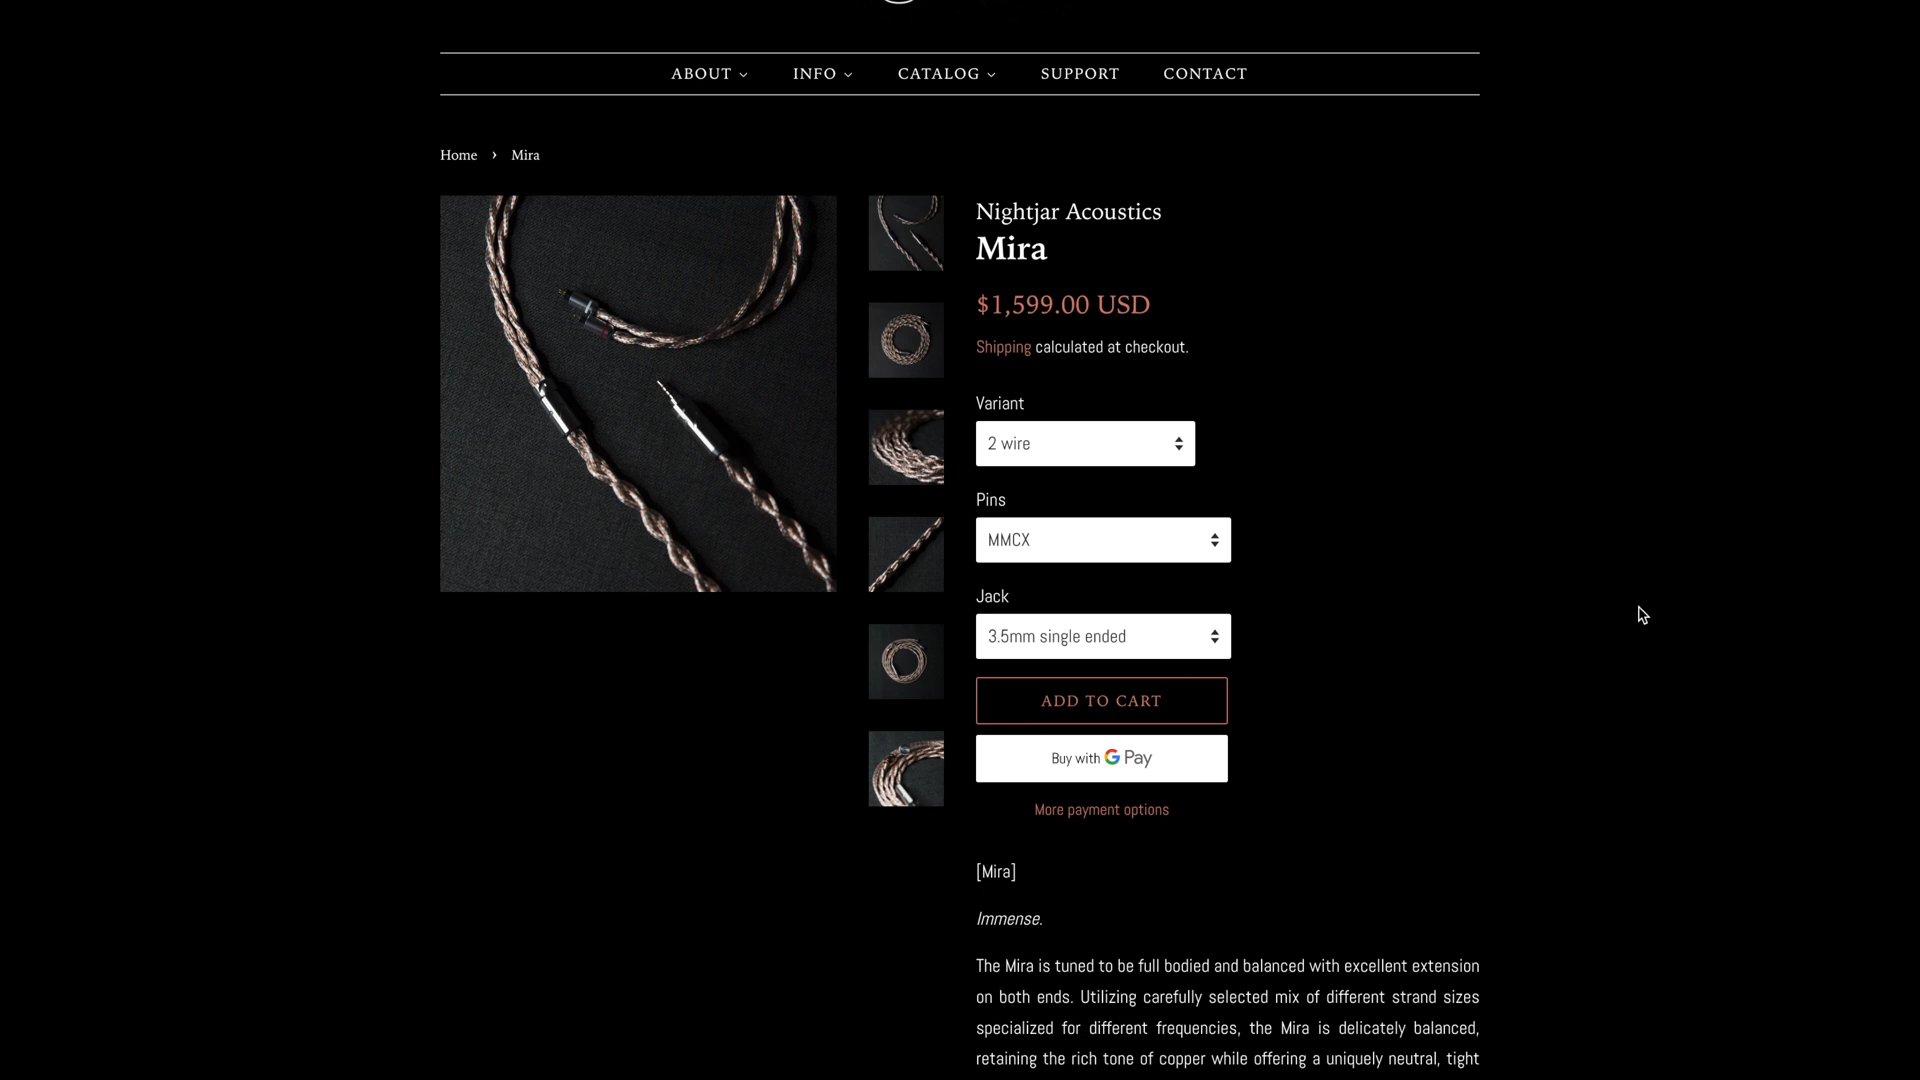 ABOUT
INFO
CATALOG
SUPPORT
CONTACT
Home › Mira
Nightjar Acoustics
Mira
$1,599.00 USD
Shipping calculated at checkout.
Variant
2 wire
Pins
MMCX
Jack
3.5mm single ended
ADD TO CART
Buy with G Pay
More payment options
[Mira]
Immense.
The Mira is tuned to be full bodied and balanced with excellent extension
on both ends. Utilizing carefully selected mix of different strand sizes
specialized for different frequencies, the Mira is delicately balanced,
retaining the rich tone of copper while offering a uniquely neutral, tight